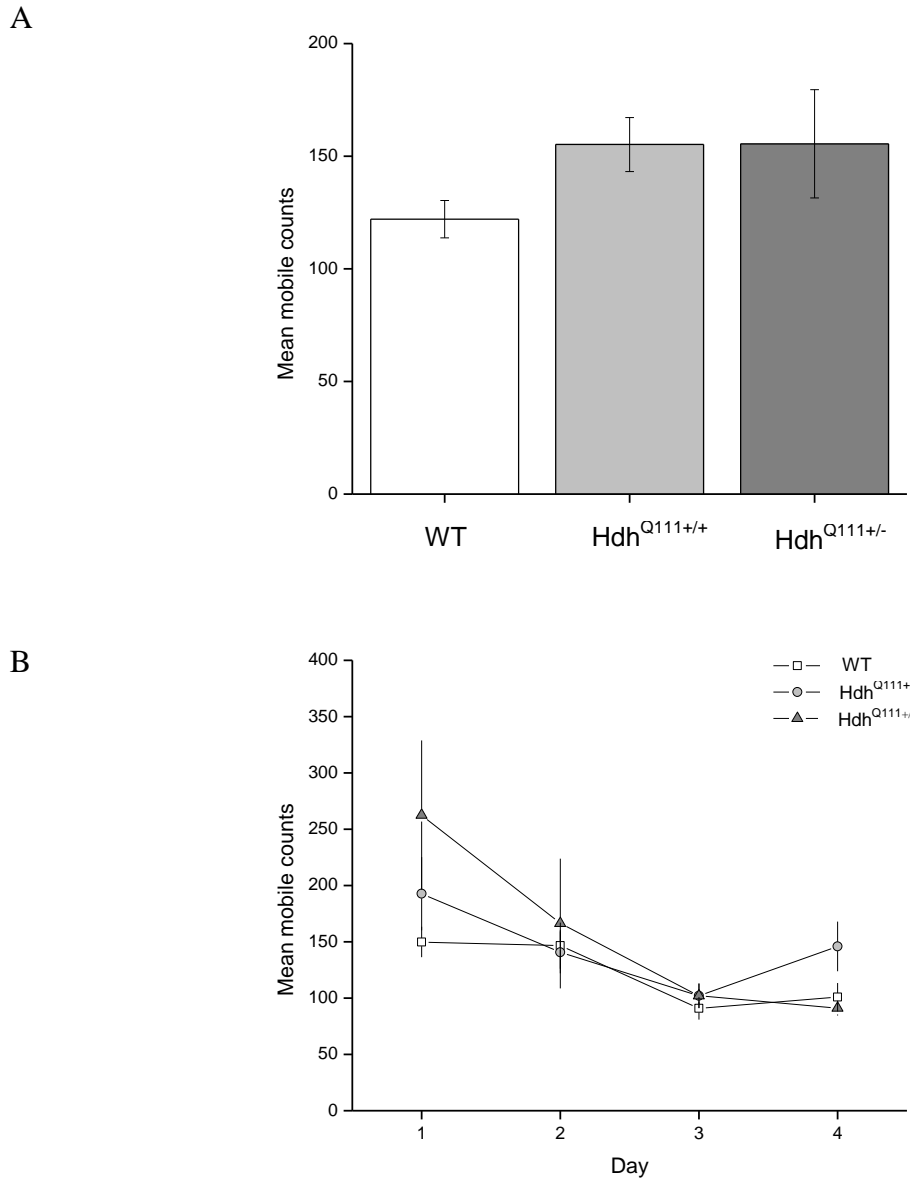 A
200
150
100
50
0
Mean mobile counts
WT
Hdh^Q111+/+
Hdh^Q111+/-
B
400
350
300
250
200
150
100
50
0
Mean mobile counts
WT
Hdh^Q111+
Hdh^Q111+/
1 2 3 4
Day